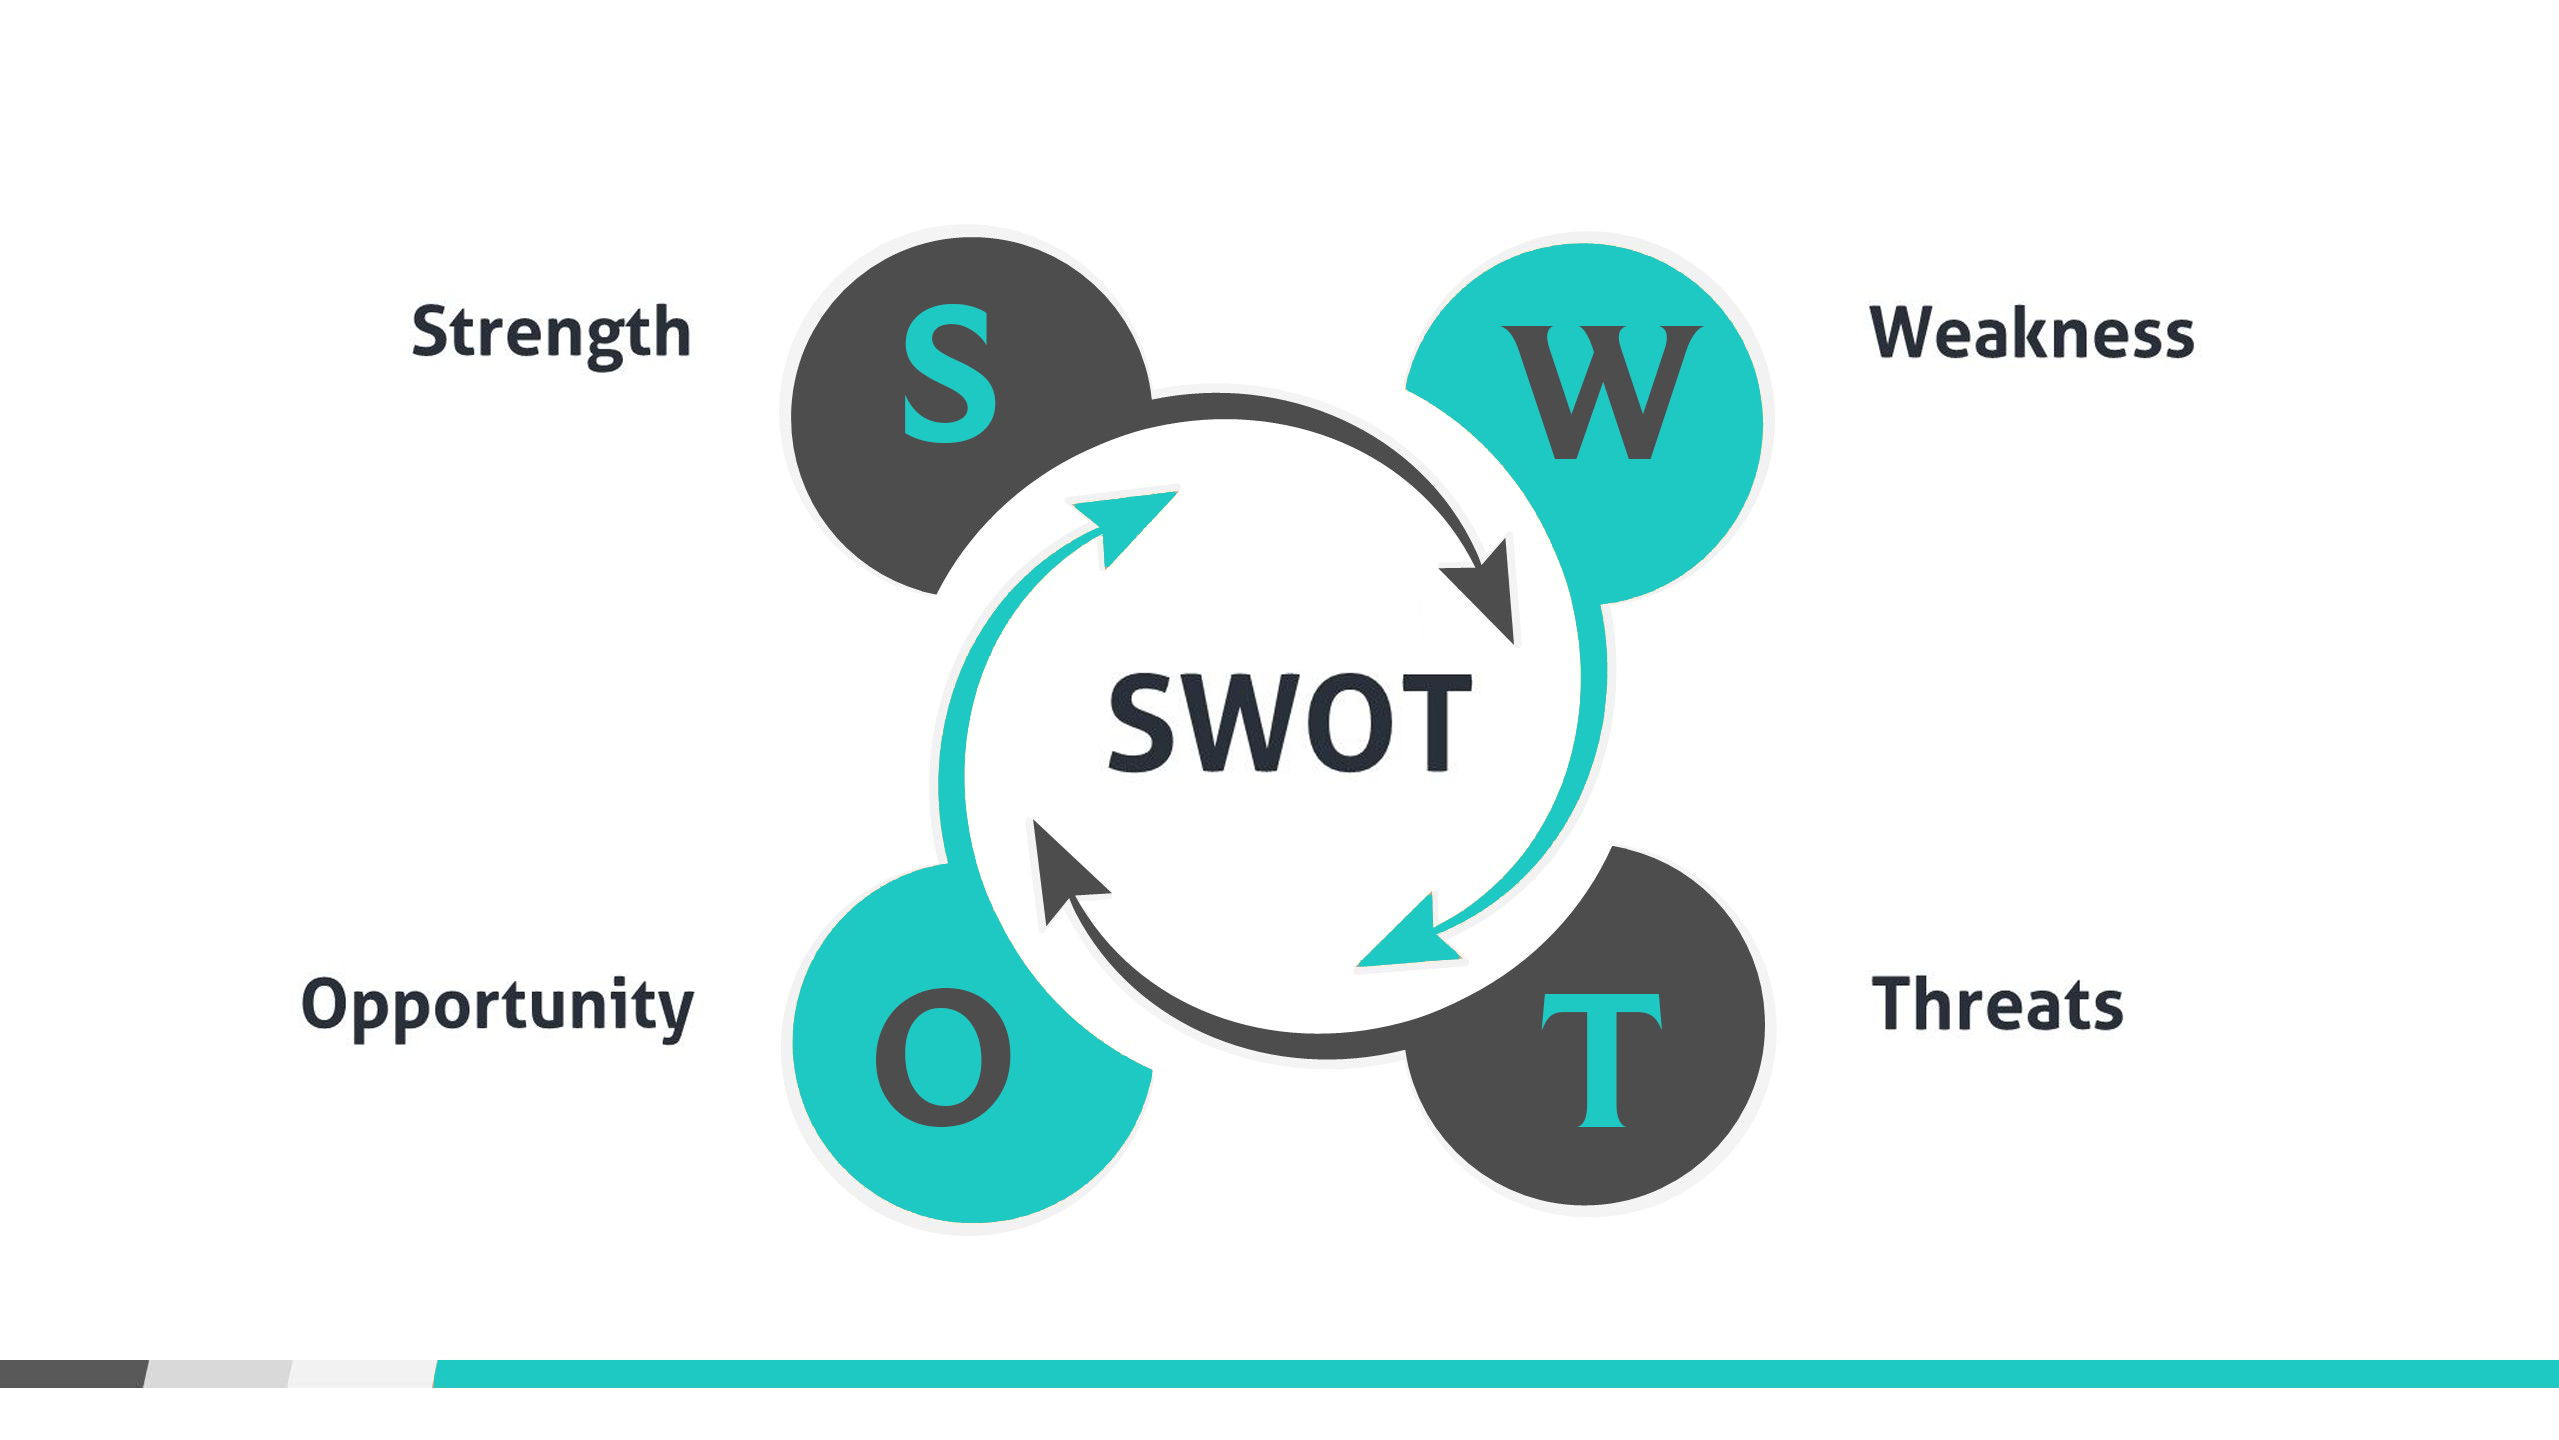 Strength
S
W
Weakness
SWOT
Opportunity
O
T
Threats